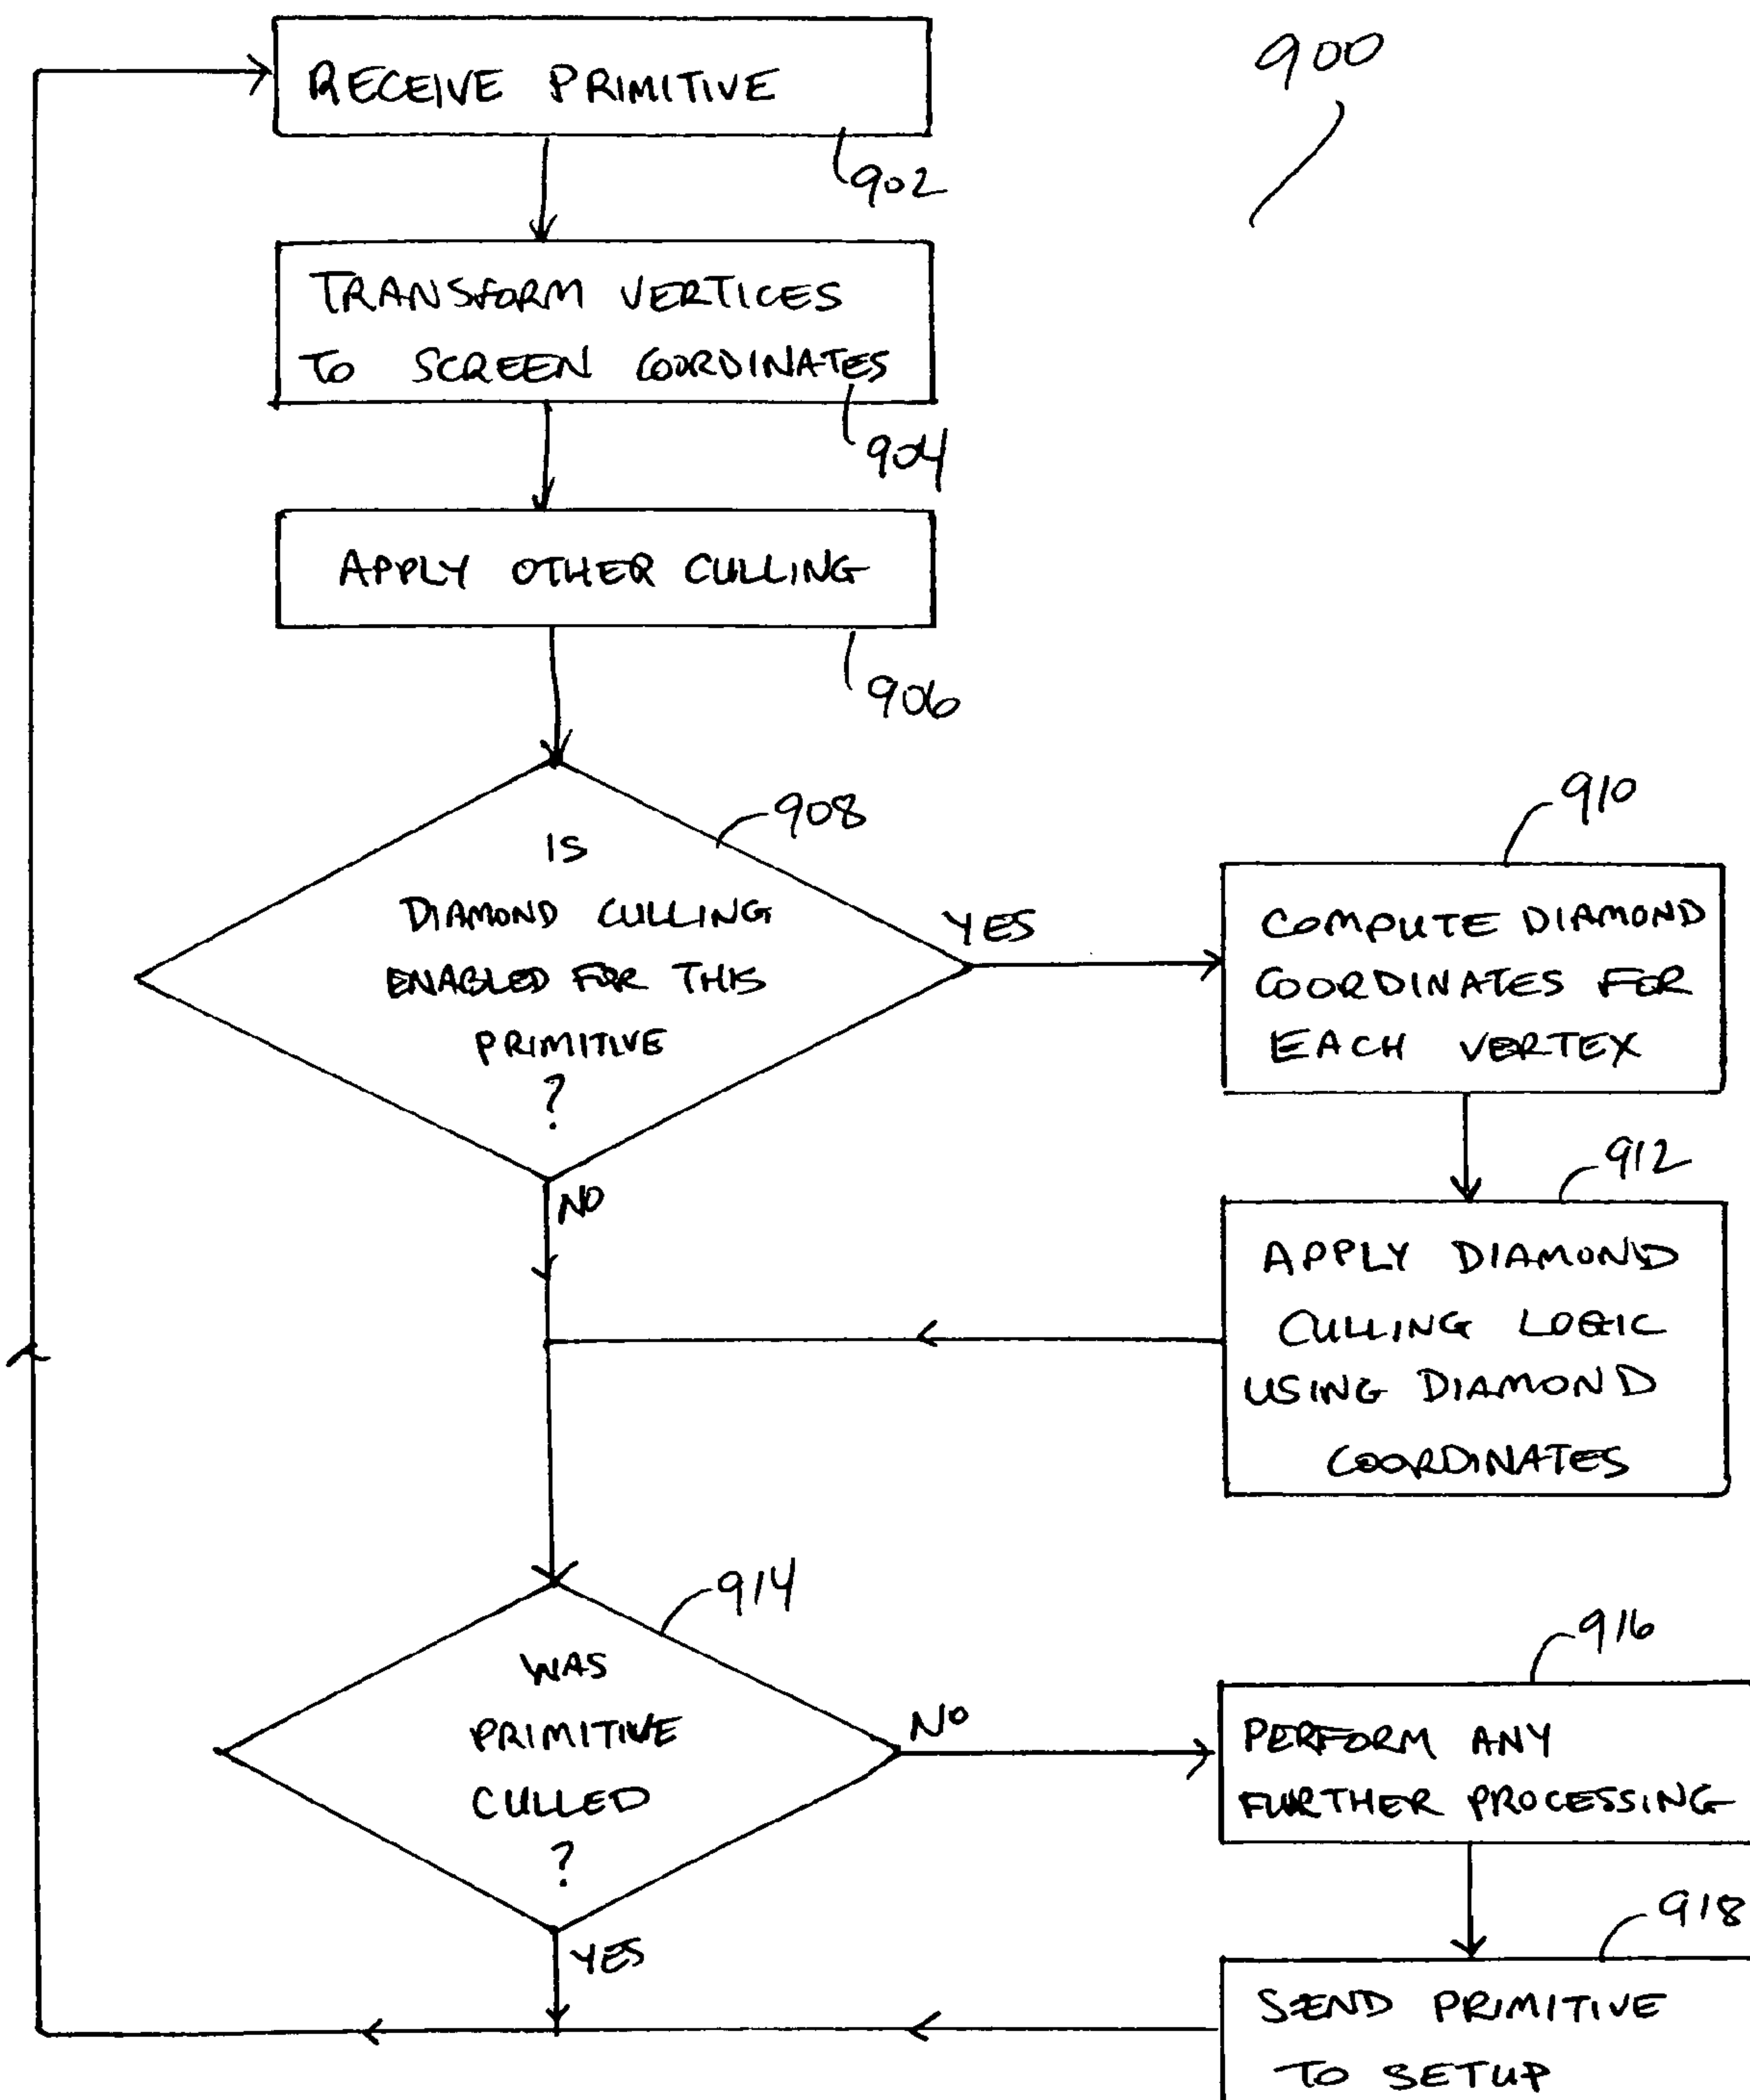 900
RECEIVE PRIMITIVE
902
TRANSFORM VERTICES
TO SCREEN COORDINATES
904
APPLY OTHER CULLING
906
908
IS
DIAMOND CULLING
ENABLED FOR THIS
PRIMITIVE
?
YES
NO
910
COMPUTE DIAMOND
COORDINATES FOR
EACH VERTEX
912
APPLY DIAMOND
CULLING LOGIC
USING DIAMOND
COORDINATES
914
WAS
PRIMITIVE
CULLED
?
NO
YES
916
PERFORM ANY
FURTHER PROCESSING
918
SEND PRIMITIVE
TO SETUP